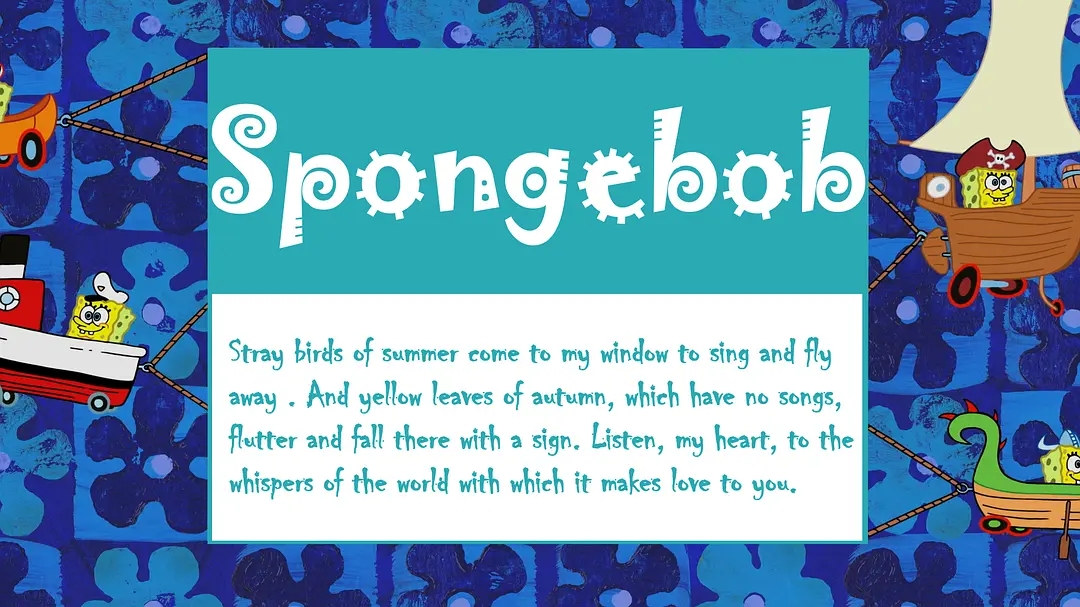 Spongebob
Stray birds of summer come to my window to sing and fly
away . And yellow leaves of autumn, which have no songs,
flutter and fall there with a sign. Listen, my heart, to the
whispers of the world with which it makes love to you.